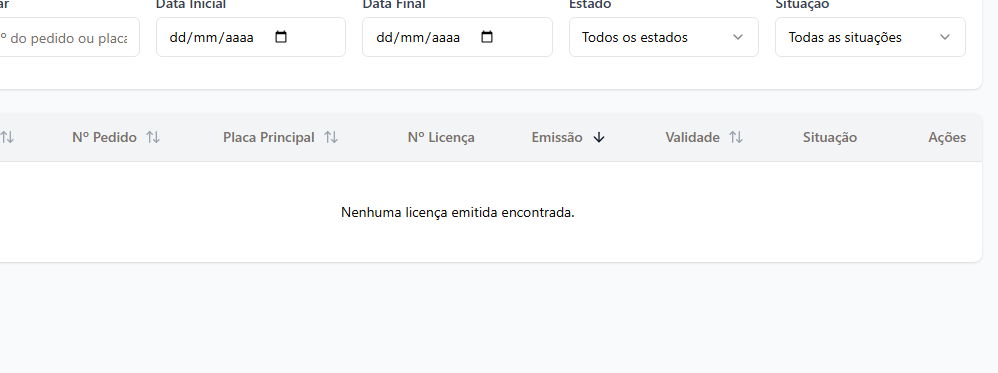 ar Data Inicial Data Final Estado Situação
º do pedido ou placa dd/mm/aaaa dd/mm/aaaa Todos os estados Todas as situações
Nº Pedido Placa Principal Nº Licença Emissão Validade Situação Ações
Nenhuma licença emitida encontrada.